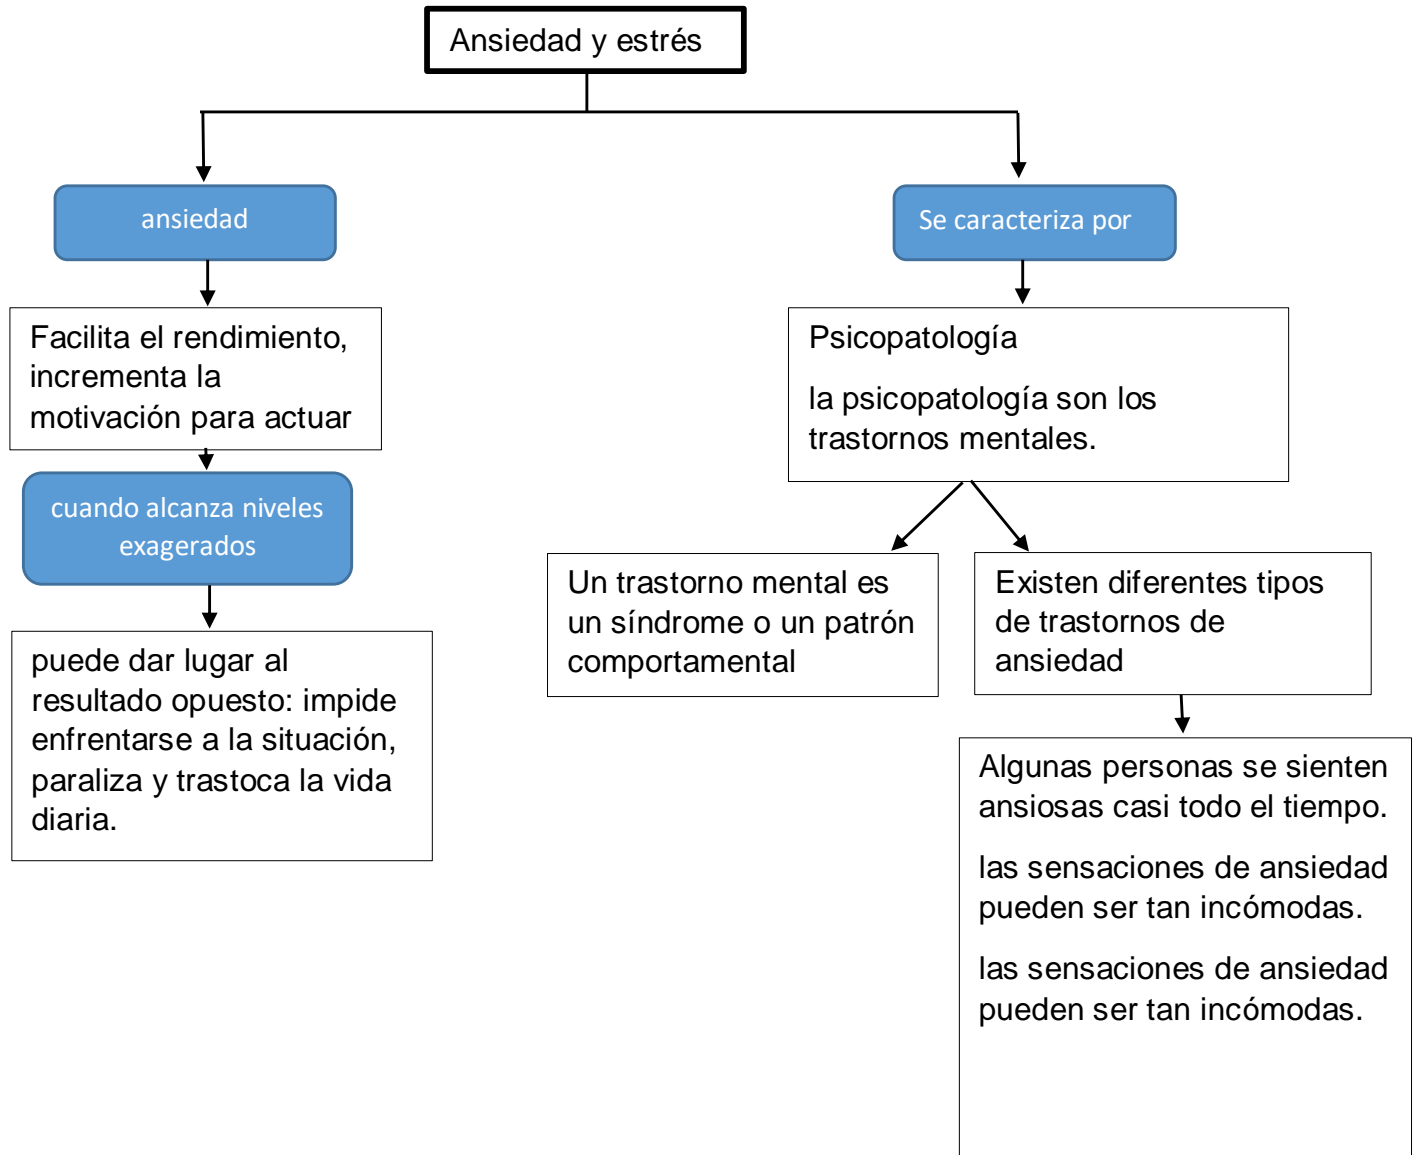 Ansiedad y estrés
ansiedad
Se caracteriza por
Facilita el rendimiento,
incrementa la
motivación para actuar
Psicopatología
la psicopatología son los
trastornos mentales.
cuando alcanza niveles
exagerados
Un trastorno mental es
un síndrome o un patrón
comportamental
Existen diferentes tipos
de trastornos de
ansiedad
puede dar lugar al
resultado opuesto: impide
enfrentarse a la situación,
paraliza y trastoca la vida
diaria.
Algunas personas se sienten
ansiosas casi todo el tiempo.
las sensaciones de ansiedad
pueden ser tan incómodas.
las sensaciones de ansiedad
pueden ser tan incómodas.